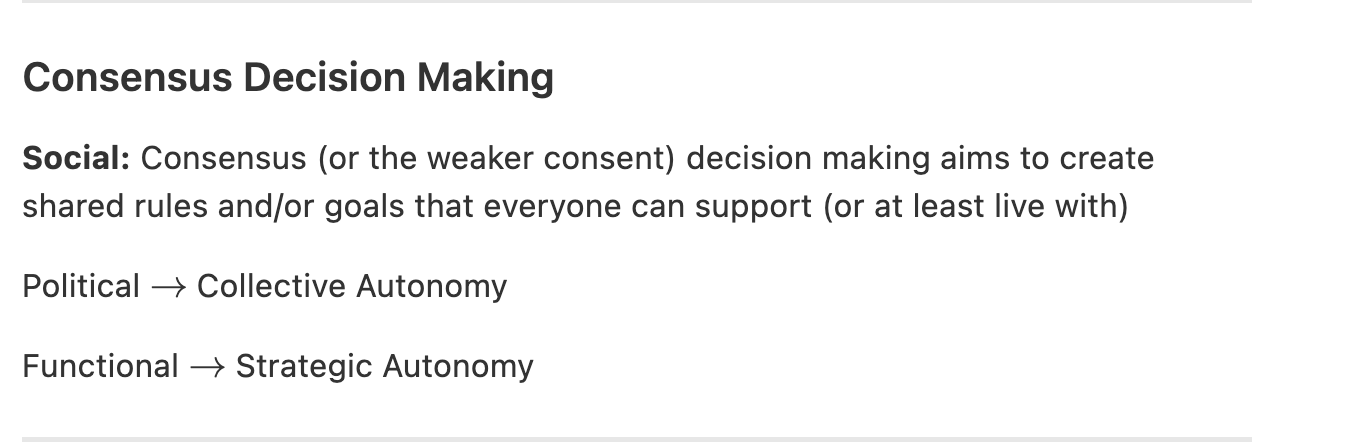 Consensus Decision Making
Social: Consensus (or the weaker consent) decision making aims to create
shared rules and/or goals that everyone can support (or at least live with)
Political → Collective Autonomy
Functional → Strategic Autonomy